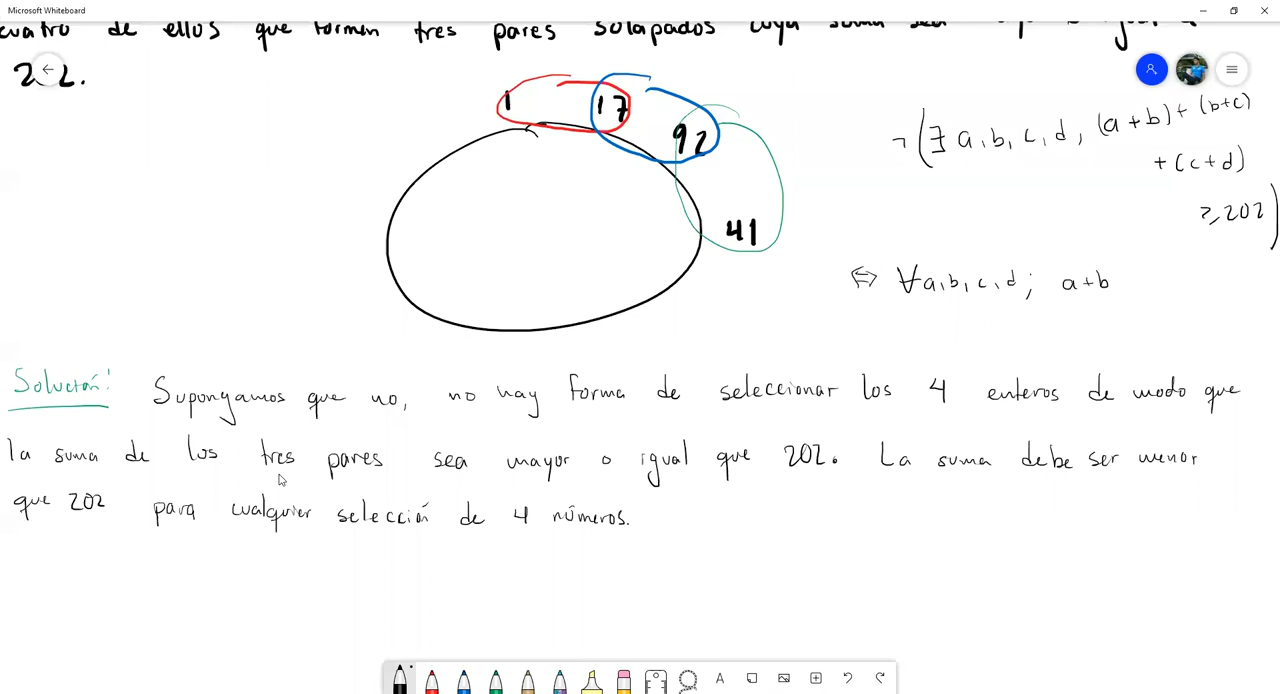 Microsoft Whiteboard
cuatro de ellos que formen tres pares solapados cuya suma sea
1 17
92
41
¬(∃ a,b,c,d, (a+b)+(b+c)
+(c+d)
≥202)
⇔ ∀a,b,c,d; a+b
Solución: Supongamos que no, no hay forma de seleccionar los 4 enteros de modo que
la suma de los tres pares sea mayor o igual que 202. La suma debe ser menor
que 202 para cualquier selección de 4 números.
A